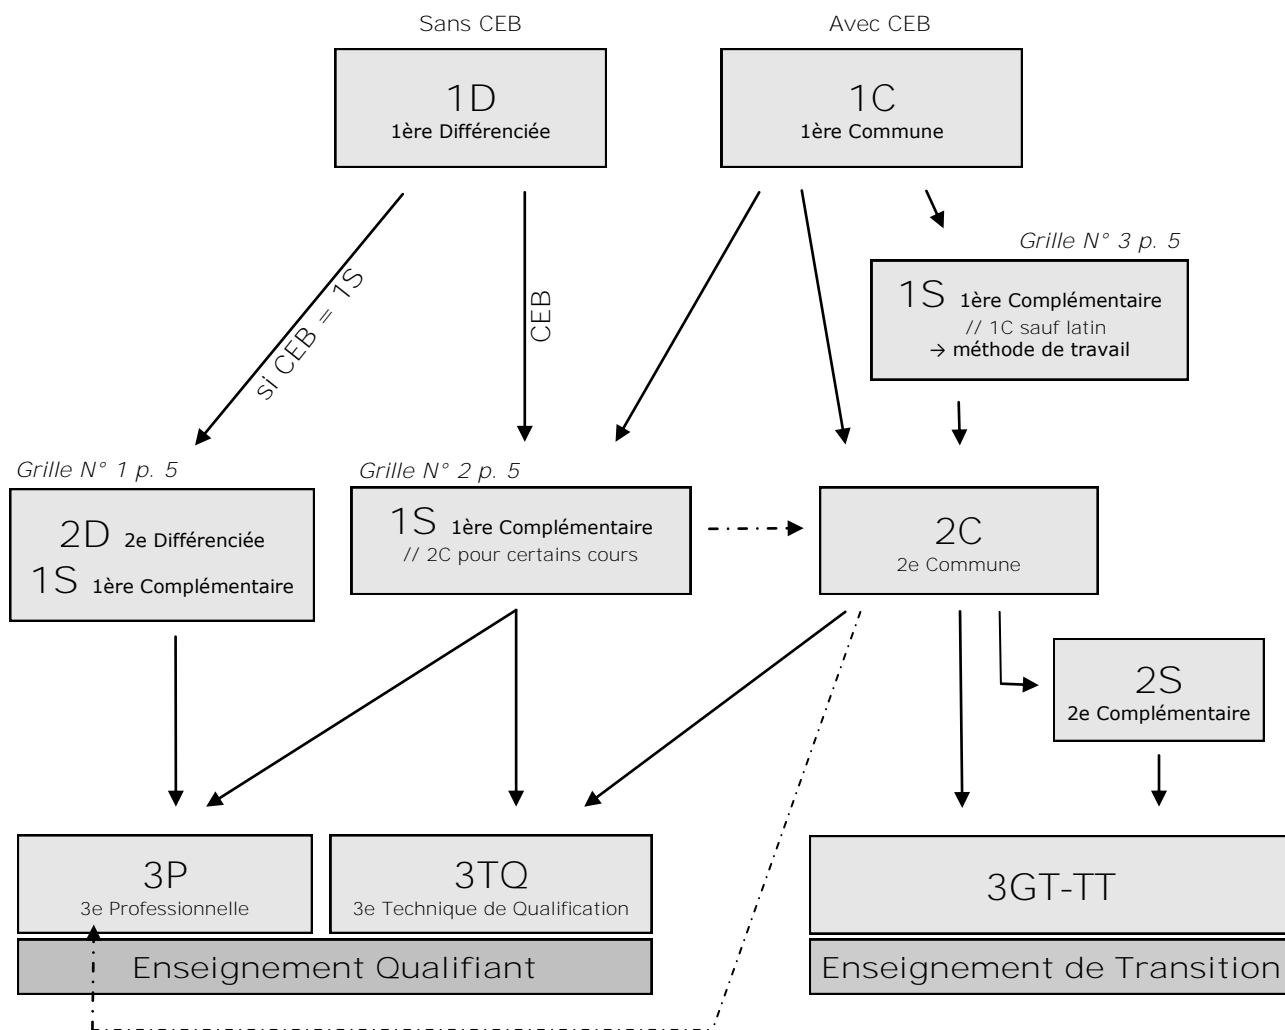 Sans CEB
Avec CEB
1D
1ère Différenciée
1C
1ère Commune
Grille N° 3 p. 5
1S 1ère Complémentaire
// 1C sauf latin
→ méthode de travail
si CEB = 1S
CEB
Grille N° 1 p. 5
2D 2e Différenciée
1S 1ère Complémentaire
Grille N° 2 p. 5
1S 1ère Complémentaire
// 2C pour certains cours
2C
2e Commune
2S
2e Complémentaire
3P
3e Professionnelle
3TQ
3e Technique de Qualification
3GT-TT
Enseignement Qualifiant
Enseignement de Transition